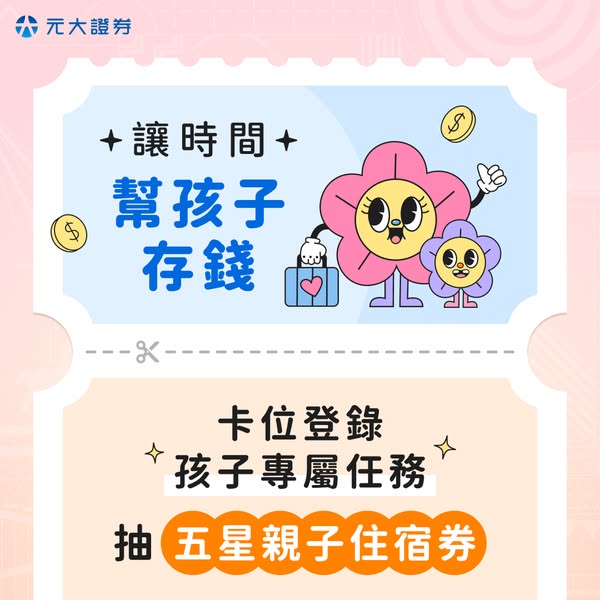 元大證券
讓時間
幫孩子
存錢
卡位登錄
孩子專屬任務
抽 五星親子住宿券